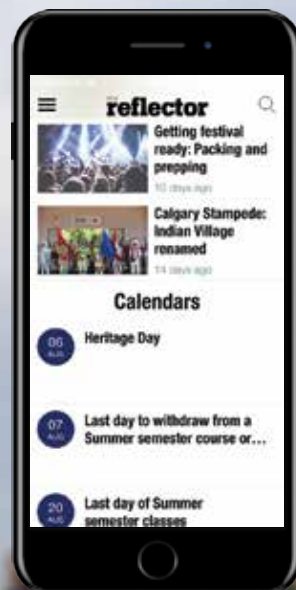 the
reflector
Getting festival
ready: Packing and
prepping
10 days ago
Calgary Stampede:
Indian Village
renamed
14 days ago
Calendars
06
AUG
Heritage Day
07
AUG
Last day to withdraw from a
Summer semester course or…
20
AUG
Last day of Summer
semester classes